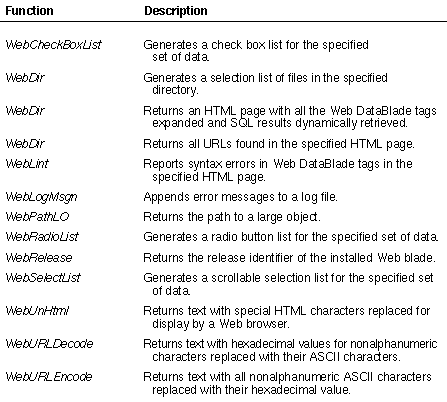 Function Description
WebCheckBoxList Generates a check box list for the specified
set of data.
WebDir Generates a selection list of files in the specified
directory.
WebDir Returns an HTML page with all the Web DataBlade tags
expanded and SQL results dynamically retrieved.
WebDir Returns all URLs found in the specified HTML page.
WebLint Reports syntax errors in Web DataBlade tags in the
specified HTML page.
WebLogMsgn Appends error messages to a log file.
WebPathLO Returns the path to a large object.
WebRadioList Generates a radio button list for the specified set of data.
WebRelease Returns the release identifier of the installed Web blade.
WebSelectList Generates a scrollable selection list for the specified set
of data.
WebUnHtml Returns text with special HTML characters replaced for
display by a Web browser.
WebURLDecode Returns text with hexadecimal values for nonalphanumeric
characters replaced with their ASCII characters.
WebURLEncode Returns text with all nonalphanumeric ASCII characters
replaced with their hexadecimal value.